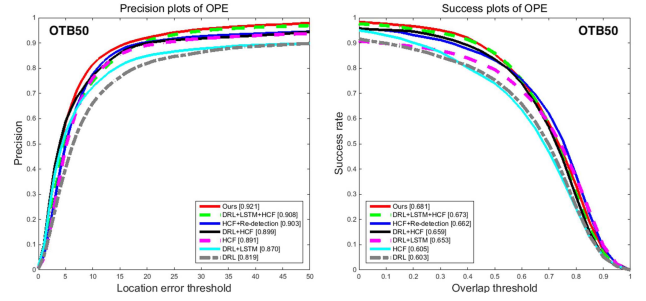 Precision plots of OPE
OTB50
Precision
1
0.9
0.8
0.7
0.6
0.5
0.4
0.3
0.2
0.1
0
Ours [0.921]
DRL+LSTM+HCF [0.908]
HCF+Re-detection [0.903]
DRL+HCF [0.899]
HCF [0.891]
DRL+LSTM [0.870]
DRL [0.819]
0 5 10 15 20 25 30 35 40 45 50
Location error threshold
Success plots of OPE
OTB50
Success rate
1
0.9
0.8
0.7
0.6
0.5
0.4
0.3
0.2
0.1
0
Ours [0.681]
DRL+LSTM+HCF [0.673]
HCF+Re-detection [0.662]
DRL+HCF [0.659]
DRL+LSTM [0.653]
HCF [0.605]
DRL [0.603]
0 0.1 0.2 0.3 0.4 0.5 0.6 0.7 0.8 0.9 1
Overlap threshold